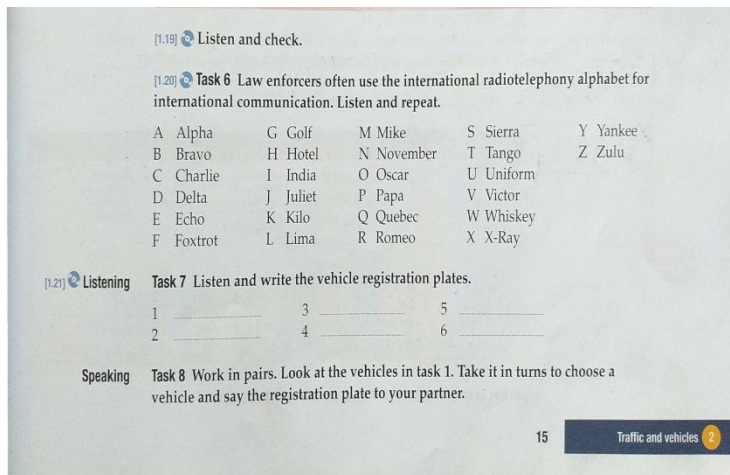 [1.19] Listen and check.
[1.20] Task 6 Law enforcers often use the international radiotelephony alphabet for
international communication. Listen and repeat.
A Alpha G Golf M Mike S Sierra Y Yankee
B Bravo H Hotel N November T Tango Z Zulu
C Charlie I India O Oscar U Uniform
D Delta J Juliet P Papa V Victor
E Echo K Kilo Q Quebec W Whiskey
F Foxtrot L Lima R Romeo X X-Ray
[1.21] Listening Task 7 Listen and write the vehicle registration plates.
1 3 5
2 4 6
Speaking Task 8 Work in pairs. Look at the vehicles in task 1. Take it in turns to choose a
vehicle and say the registration plate to your partner.
15 Traffic and vehicles 2